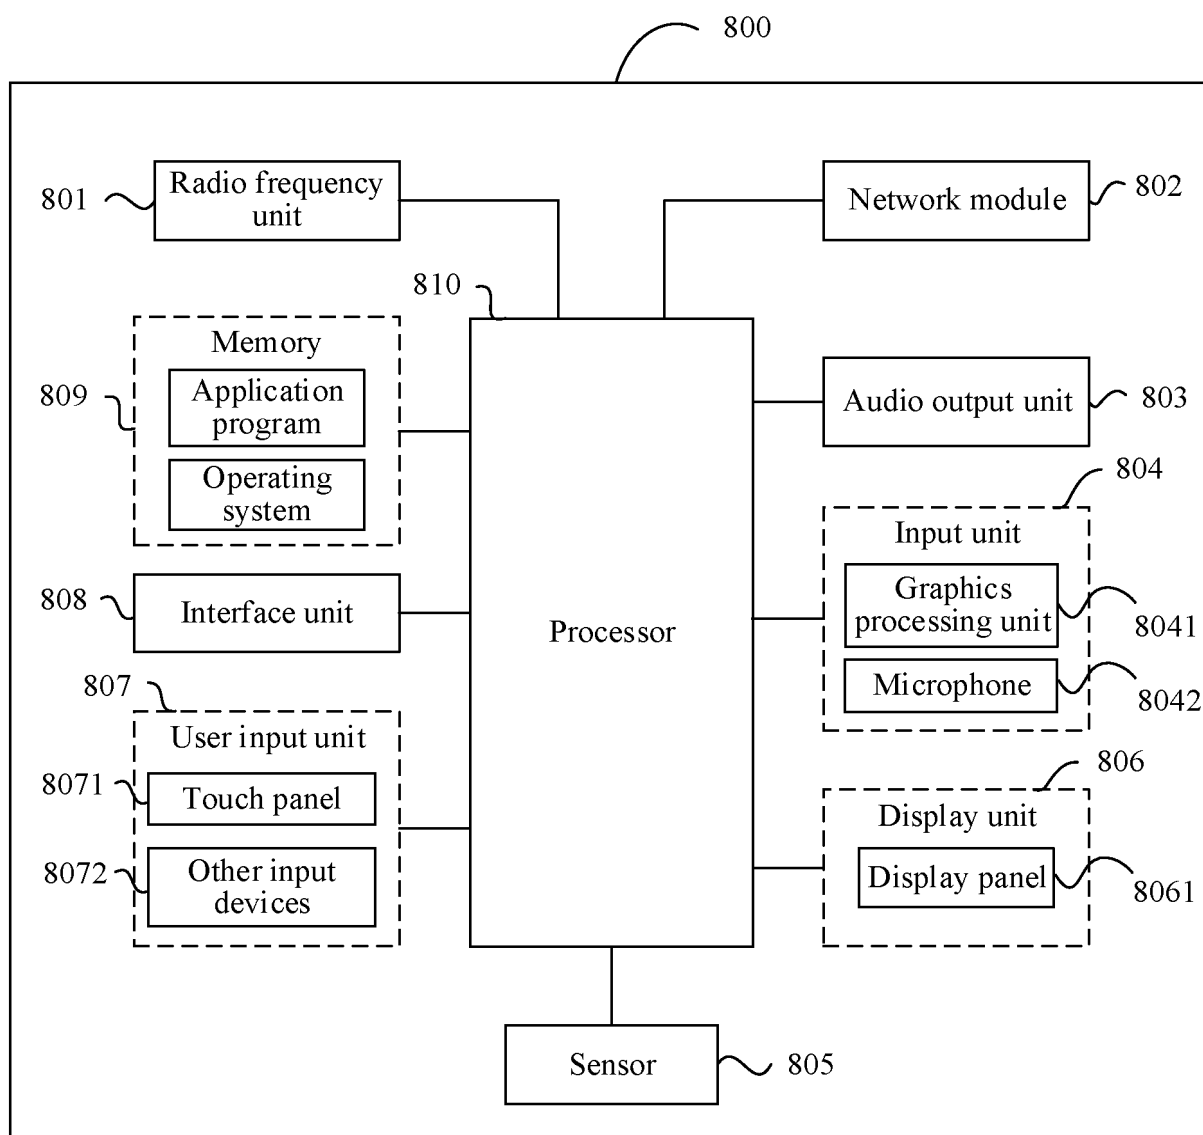 800
801
Radio frequency
unit
Network module
802
810
Memory
809
Application
program
Operating
system
Audio output unit
803
804
Input unit
Graphics
processing unit
8041
Microphone
8042
808
Interface unit
Processor
807
User input unit
8071
Touch panel
8072
Other input
devices
806
Display unit
Display panel
8061
Sensor
805